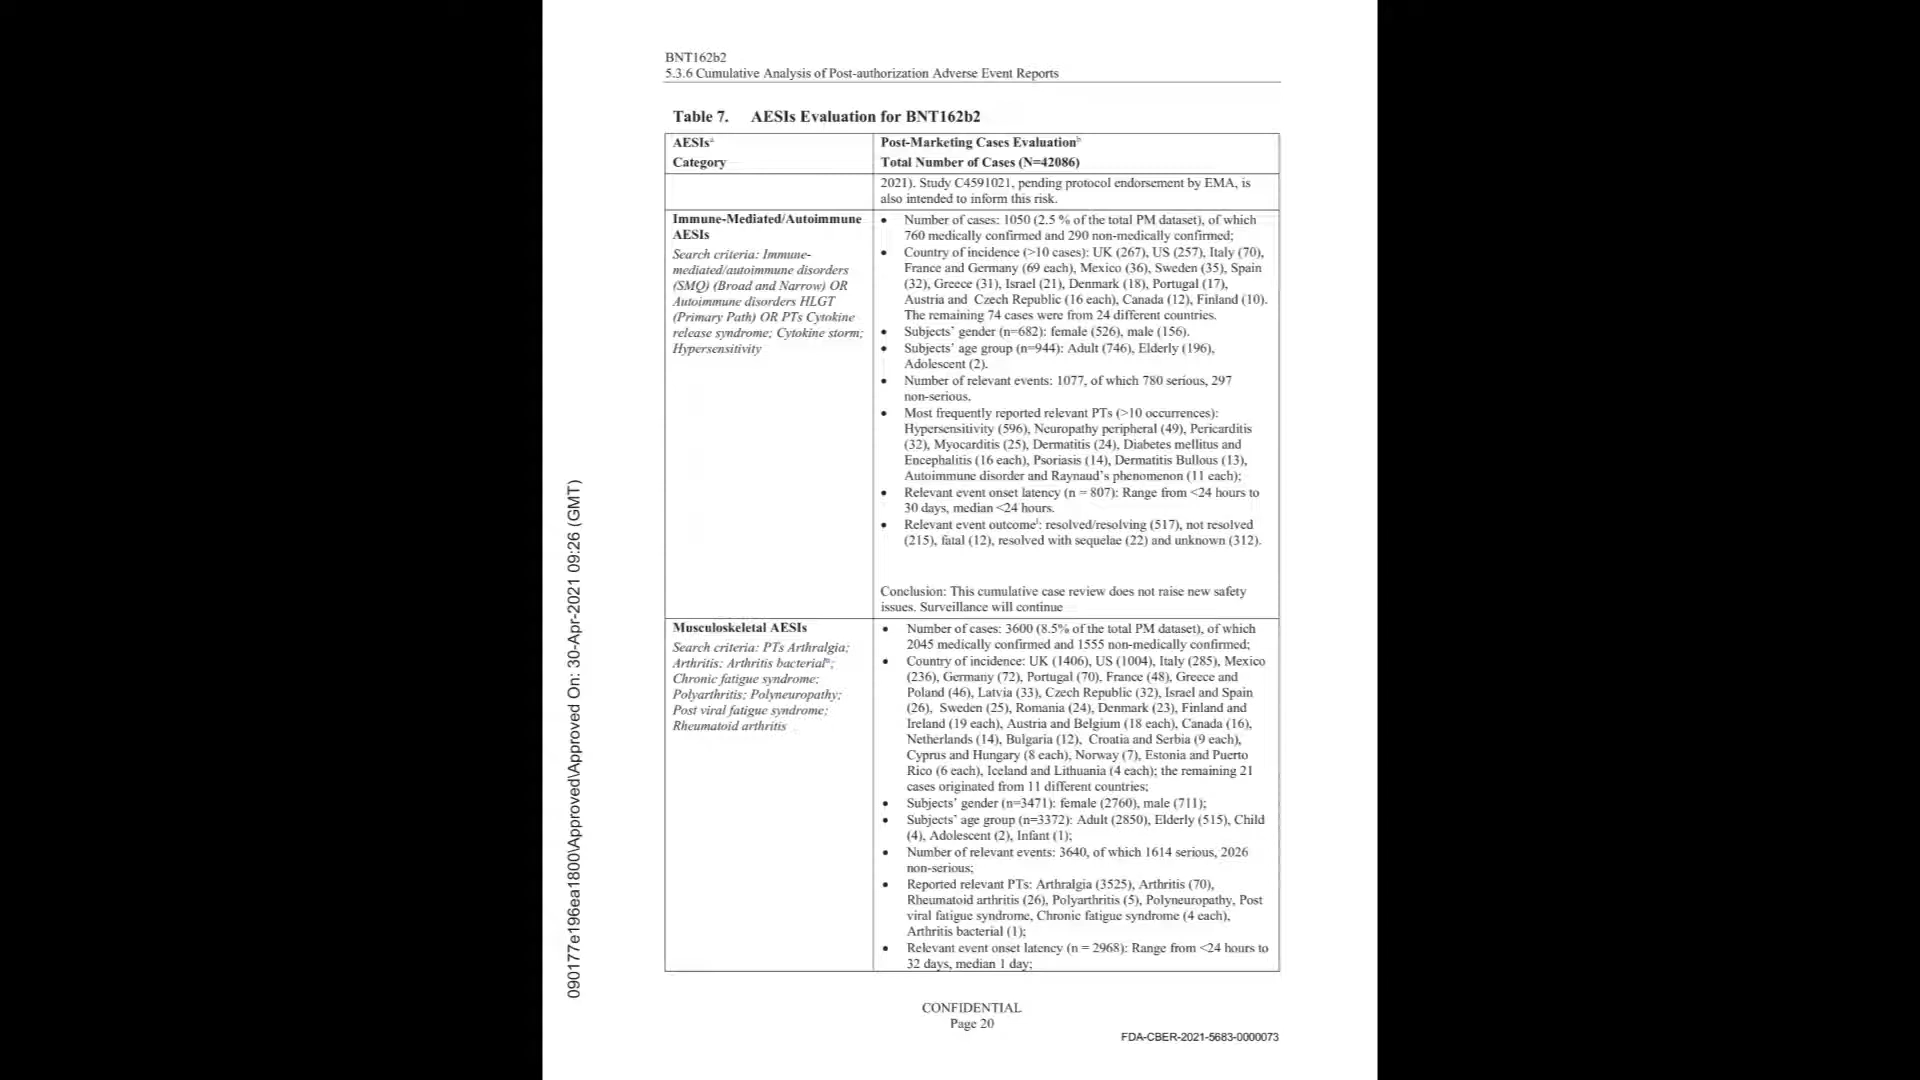 BNT162b2
5.3.6 Cumulative Analysis of Post-authorization Adverse Event Reports
Table 7. AESIs Evaluation for BNT162b2
AESIsᵃ
Category
Post-Marketing Cases Evaluationᵇ
Total Number of Cases (N=42086)
2021). Study C4591021, pending protocol endorsement by EMA, is
also intended to inform this risk.
Immune-Mediated/Autoimmune
AESIs
Search criteria: Immune-
mediated/autoimmune disorders
(SMQ) (Broad and Narrow) OR
Autoimmune disorders HLGT
(Primary Path) OR PTs Cytokine
release syndrome; Cytokine storm;
Hypersensitivity
• Number of cases: 1050 (2.5 % of the total PM dataset), of which
760 medically confirmed and 290 non-medically confirmed;
• Country of incidence (>10 cases): UK (267), US (257), Italy (70),
France and Germany (69 each), Mexico (36), Sweden (35), Spain
(32), Greece (31), Israel (21), Denmark (18), Portugal (17),
Austria and Czech Republic (16 each), Canada (12), Finland (10).
The remaining 74 cases were from 24 different countries.
• Subjects' gender (n=682): female (526), male (156).
• Subjects' age group (n=944): Adult (746), Elderly (196),
Adolescent (2).
• Number of relevant events: 1077, of which 780 serious, 297
non-serious.
• Most frequently reported relevant PTs (>10 occurrences):
Hypersensitivity (596), Neuropathy peripheral (49), Pericarditis
(32), Myocarditis (25), Dermatitis (24), Diabetes mellitus and
Encephalitis (16 each), Psoriasis (14), Dermatitis Bullous (13),
Autoimmune disorder and Raynaud's phenomenon (11 each);
• Relevant event onset latency (n = 807): Range from <24 hours to
30 days, median <24 hours.
• Relevant event outcomeˡ: resolved/resolving (517), not resolved
(215), fatal (12), resolved with sequelae (22) and unknown (312).
Conclusion: This cumulative case review does not raise new safety
issues. Surveillance will continue
Musculoskeletal AESIs
Search criteria: PTs Arthralgia;
Arthritis; Arthritis bacterialⁿ;
Chronic fatigue syndrome;
Polyarthritis; Polyneuropathy;
Post viral fatigue syndrome;
Rheumatoid arthritis
• Number of cases: 3600 (8.5% of the total PM dataset), of which
2045 medically confirmed and 1555 non-medically confirmed;
• Country of incidence: UK (1406), US (1004), Italy (285), Mexico
(236), Germany (72), Portugal (70), France (48), Greece and
Poland (46), Latvia (33), Czech Republic (32), Israel and Spain
(26), Sweden (25), Romania (24), Denmark (23), Finland and
Ireland (19 each), Austria and Belgium (18 each), Canada (16),
Netherlands (14), Bulgaria (12), Croatia and Serbia (9 each),
Cyprus and Hungary (8 each), Norway (7), Estonia and Puerto
Rico (6 each), Iceland and Lithuania (4 each); the remaining 21
cases originated from 11 different countries;
• Subjects' gender (n=3471): female (2760), male (711);
• Subjects' age group (n=3372): Adult (2850), Elderly (515), Child
(4), Adolescent (2), Infant (1);
• Number of relevant events: 3640, of which 1614 serious, 2026
non-serious;
• Reported relevant PTs: Arthralgia (3525), Arthritis (70),
Rheumatoid arthritis (26), Polyarthritis (5), Polyneuropathy, Post
viral fatigue syndrome, Chronic fatigue syndrome (4 each),
Arthritis bacterial (1);
• Relevant event onset latency (n = 2968): Range from <24 hours to
32 days, median 1 day;
CONFIDENTIAL
Page 20
FDA-CBER-2021-5683-0000073
090177e196ea1800\Approved\Approved On: 30-Apr-2021 09:26 (GMT)